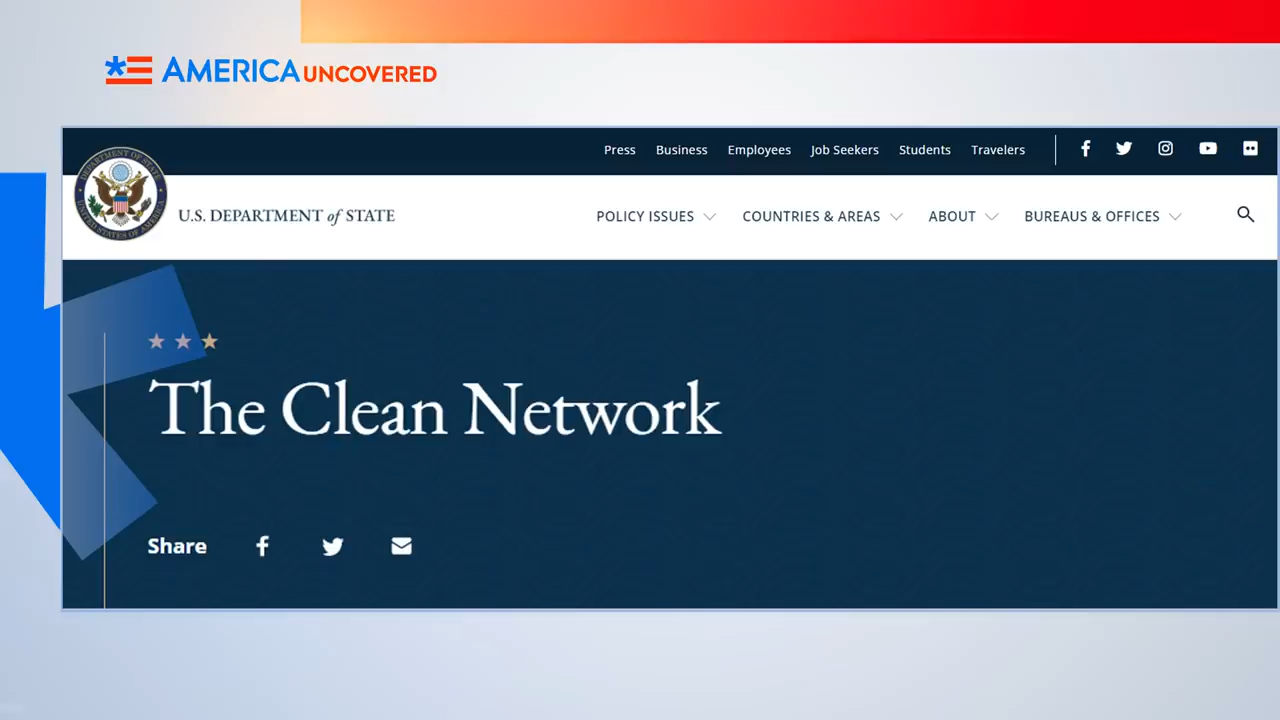 AMERICA UNCOVERED
Press Business Employees Job Seekers Students Travelers
U.S. DEPARTMENT of STATE
POLICY ISSUES COUNTRIES & AREAS ABOUT BUREAUS & OFFICES
The Clean Network
Share